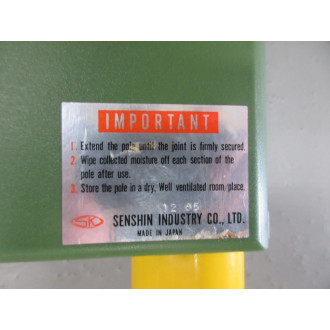 IMPORTANT
1. Extend the pole until the joint is firmly secured
2. Wipe collected moisture off each section of the
pole after use.
3. Store the pole in a dry, Well ventilated room/place.
12 65
SK SENSHIN INDUSTRY CO., LTD.
MADE IN JAPAN